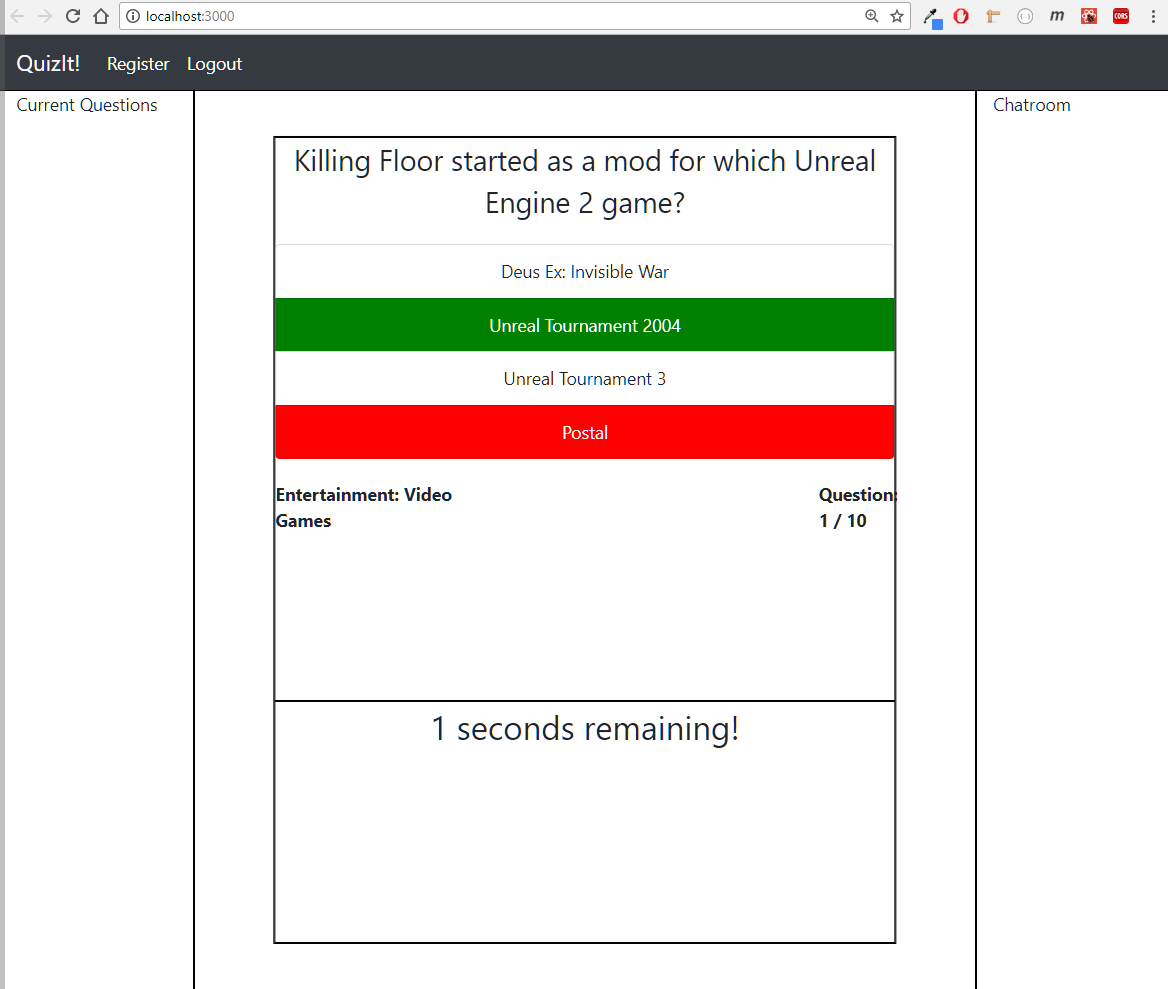 localhost:3000
QuizIt! Register Logout
Current Questions
Chatroom
Killing Floor started as a mod for which Unreal
Engine 2 game?
Deus Ex: Invisible War
Unreal Tournament 2004
Unreal Tournament 3
Postal
Entertainment: Video
Games
Question:
1 / 10
1 seconds remaining!
m
CORS